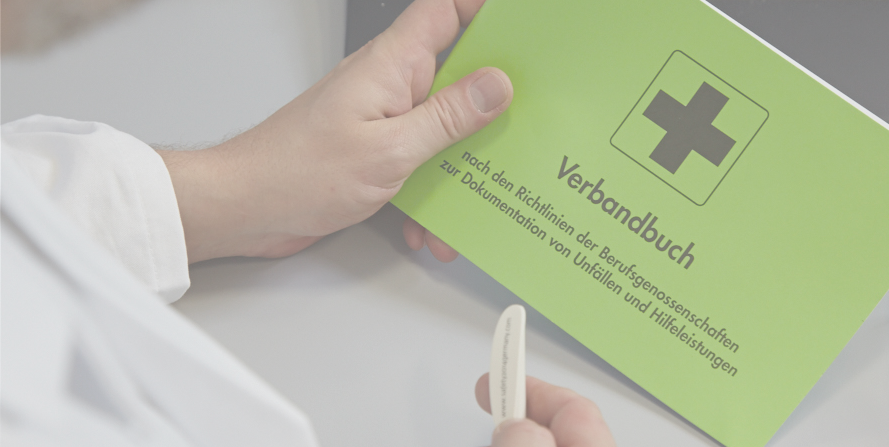 Verbandbuch
nach den Richtlinien der Berufsgenossenschaften
zur Dokumentation von Unfällen und Hilfeleistungen